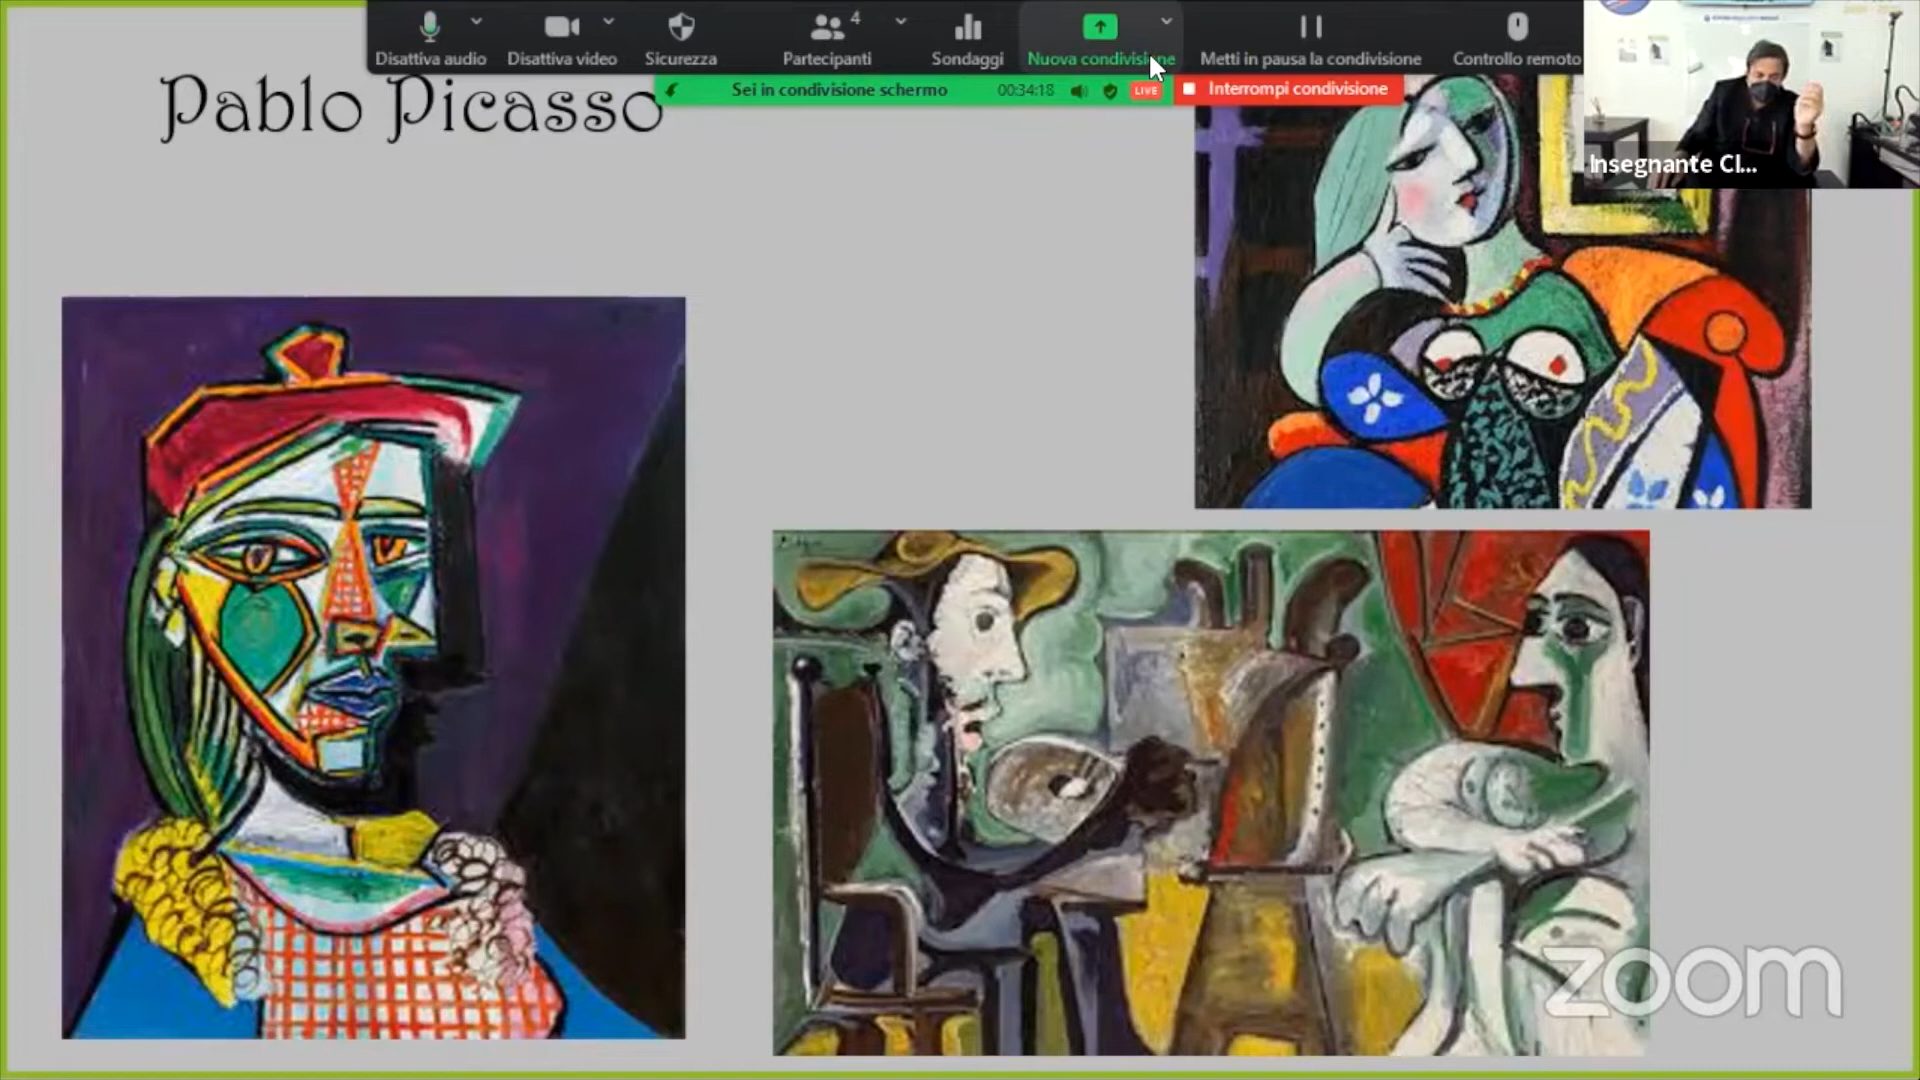 Disattiva audio
Disattiva video
Sicurezza
Partecipanti
4
Sondaggi
Nuova condivisione
Metti in pausa la condivisione
Controllo remoto
Sei in condivisione schermo
00:34:18
LIVE
Interrompi condivisione
Pablo Picasso
Insegnante Cl...
zoom